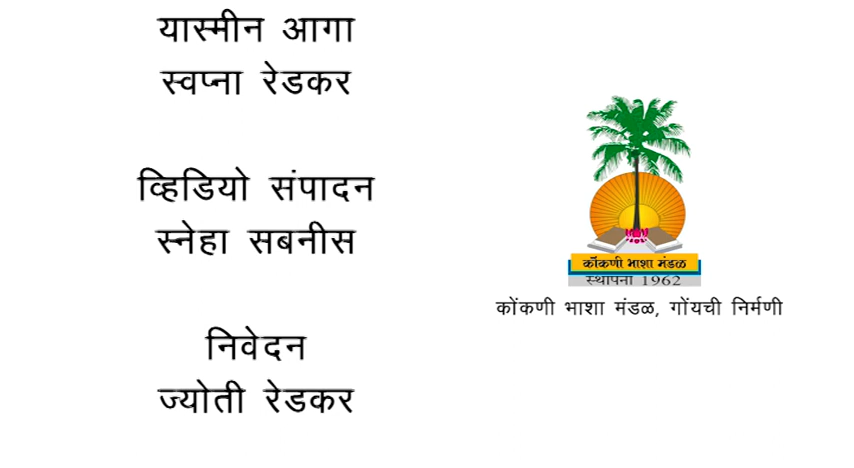 यास्मीन आगा
स्वप्ना रेडकर
व्हिडियो संपादन
स्नेहा सबनीस
निवेदन
ज्योती रेडकर
कोंकणी भाशा मंडळ
स्थापना 1962
कोंकणी भाशा मंडळ, गोंयची निर्मणी